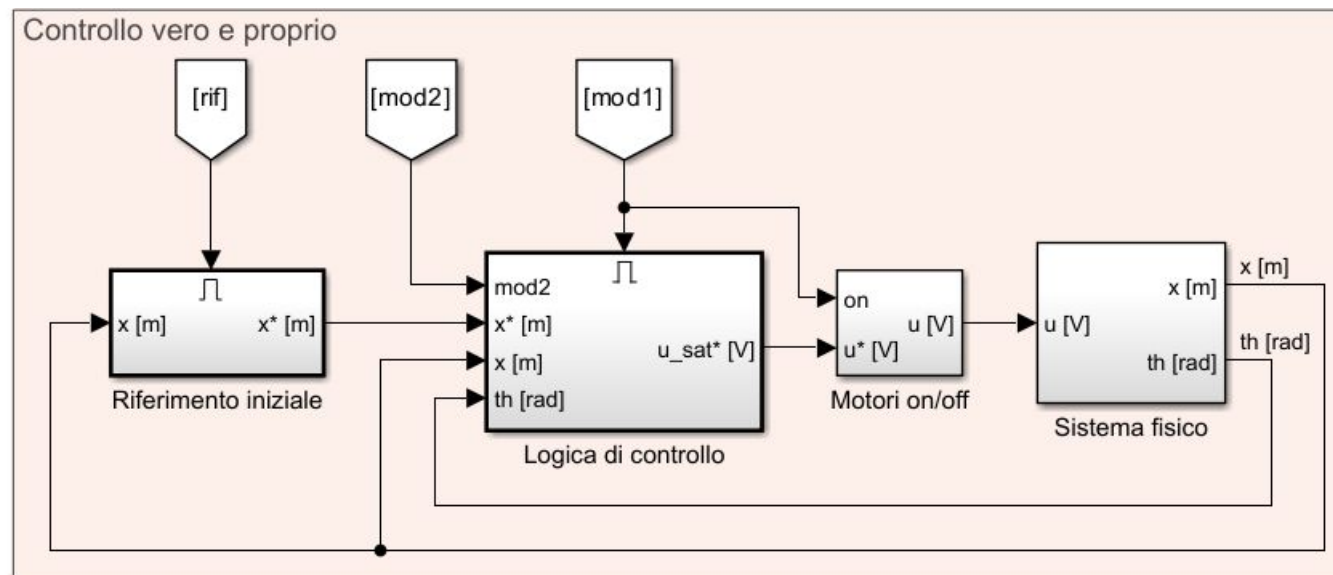 Controllo vero e proprio
[rif]
[mod2]
[mod1]
x [m]
x* [m]
Riferimento iniziale
mod2
x* [m]
x [m]
th [rad]
u_sat* [V]
Logica di controllo
on
u* [V]
u [V]
Motori on/off
u [V]
x [m]
th [rad]
Sistema fisico
x [m]
th [rad]